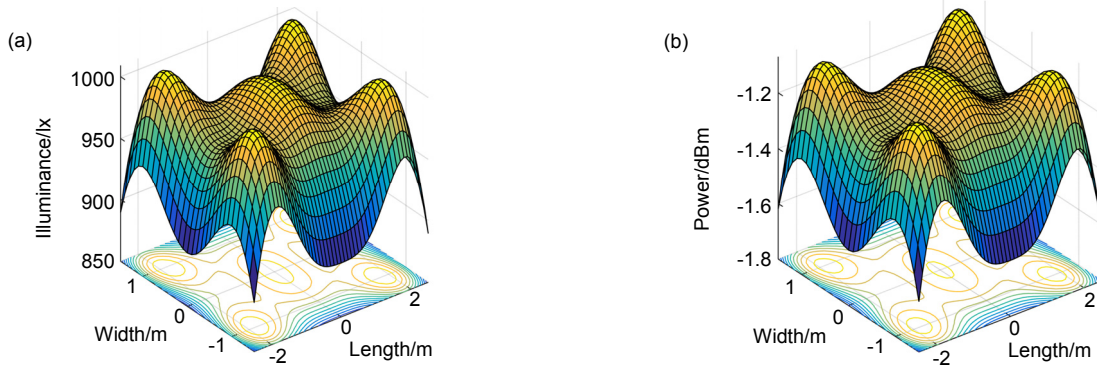 (a)
1000
950
900
850
Illuminance/lx
1
0
-1
Width/m
-2
0
2
Length/m
(b)
-1.2
-1.4
-1.6
-1.8
Power/dBm
1
0
-1
Width/m
-2
0
2
Length/m